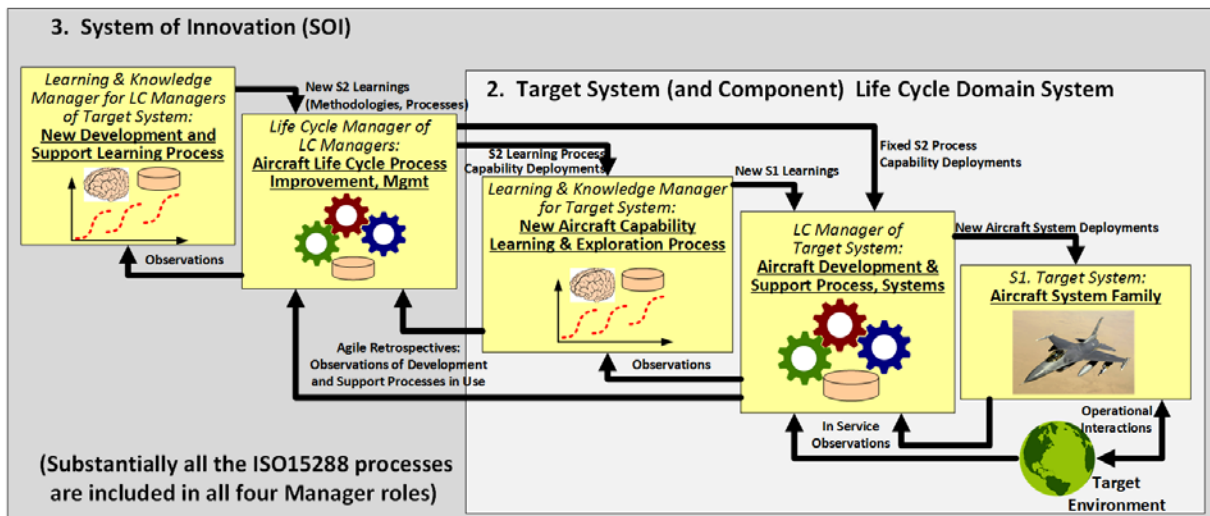 3. System of Innovation (SOI)
Learning & Knowledge
Manager for LC Managers
of Target System:
New Development and
Support Learning Process
New S2 Learnings
(Methodologies, Processes)
Life Cycle Manager of
LC Managers:
Aircraft Life Cycle Process
Improvement, Mgmt
Observations
2. Target System (and Component) Life Cycle Domain System
S2 Learning Process
Capability Deployments
Fixed S2 Process
Capability Deployments
Learning & Knowledge Manager
for Target System:
New Aircraft Capability
Learning & Exploration Process
New S1 Learnings
LC Manager of
Target System:
Aircraft Development &
Support Process, Systems
New Aircraft System Deployments
S1. Target System:
Aircraft System Family
Agile Retrospectives:
Observations of Development
and Support Processes in Use
Observations
In Service
Observations
Operational
Interactions
Target
Environment
(Substantially all the ISO15288 processes
are included in all four Manager roles)